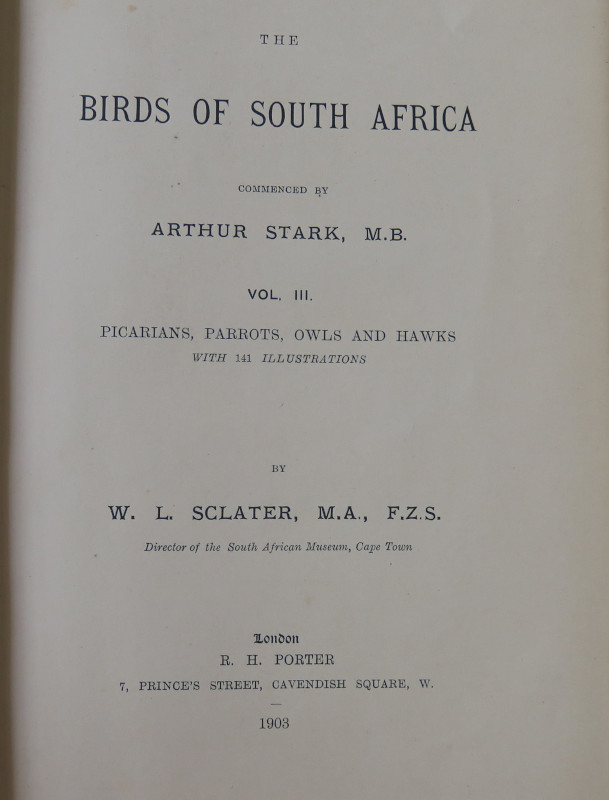 THE
BIRDS OF SOUTH AFRICA
COMMENCED BY
ARTHUR STARK, M.B.
VOL. III.
PICARIANS, PARROTS, OWLS AND HAWKS
WITH 141 ILLUSTRATIONS
BY
W. L. SCLATER, M.A., F.Z.S.
Director of the South African Museum, Cape Town
London
R. H. PORTER
7, PRINCE'S STREET, CAVENDISH SQUARE, W.
1903